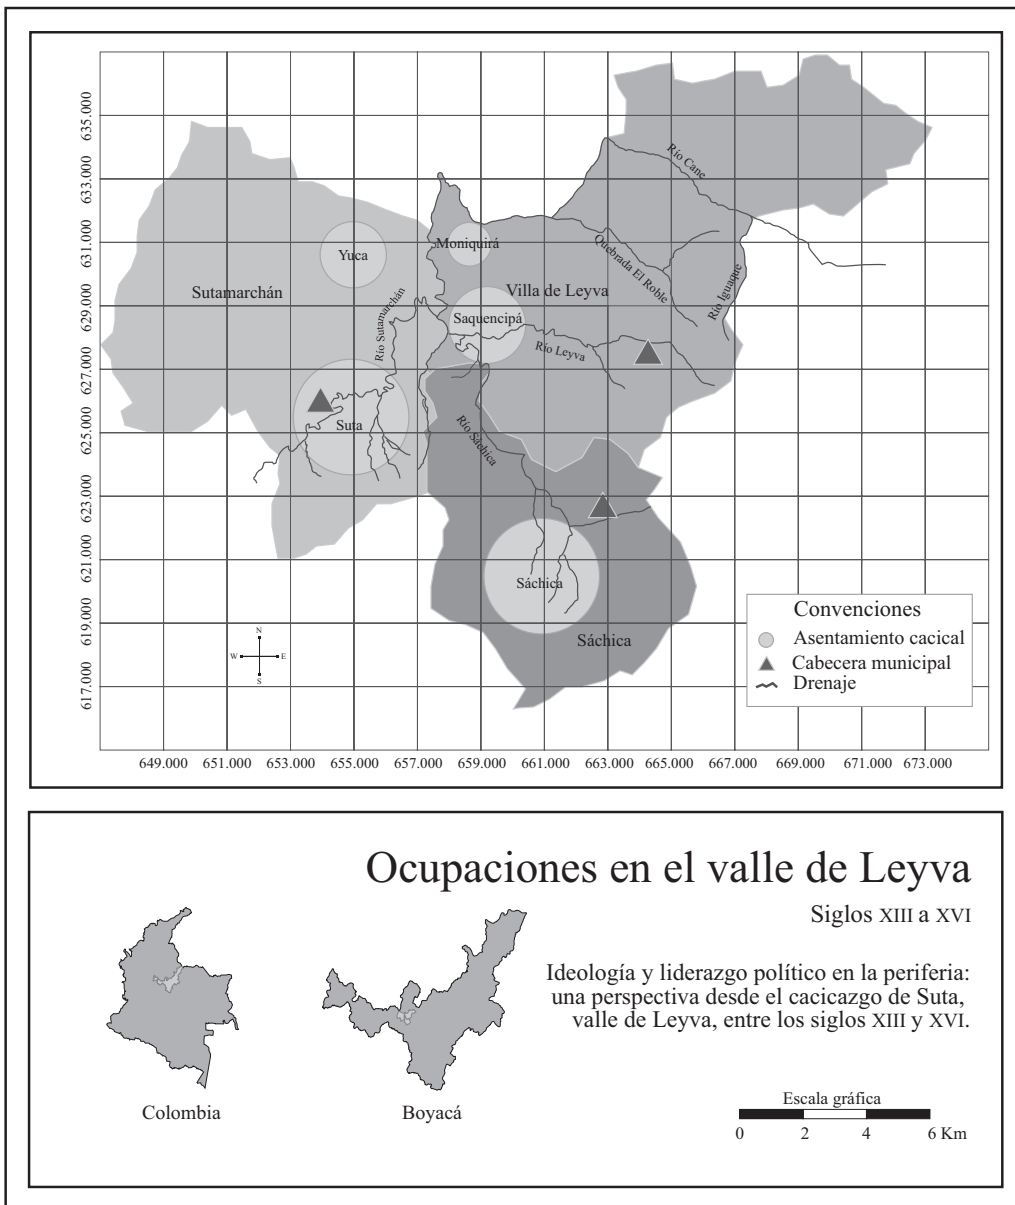 635.000
633.000
631.000
629.000
627.000
625.000
623.000
621.000
619.000
617.000
Río Cane
Moniquirá
Yuca
Quebrada El Roble
Río Iguaque
Sutamarchán
Villa de Leyva
Río Sutamarchán
Saquencipá
Río Leyva
Suta
Río Sáchica
Sáchica
Sáchica
N
W
E
S
Convenciones
Asentamiento cacical
Cabecera municipal
Drenaje
649.000 651.000 653.000 655.000 657.000 659.000 661.000 663.000 665.000 667.000 669.000 671.000 673.000
Ocupaciones en el valle de Leyva
Siglos XIII a XVI
Ideología y liderazgo político en la periferia:
una perspectiva desde el cacicazgo de Suta,
valle de Leyva, entre los siglos XIII y XVI.
Colombia
Boyacá
Escala gráfica
0 2 4 6 Km